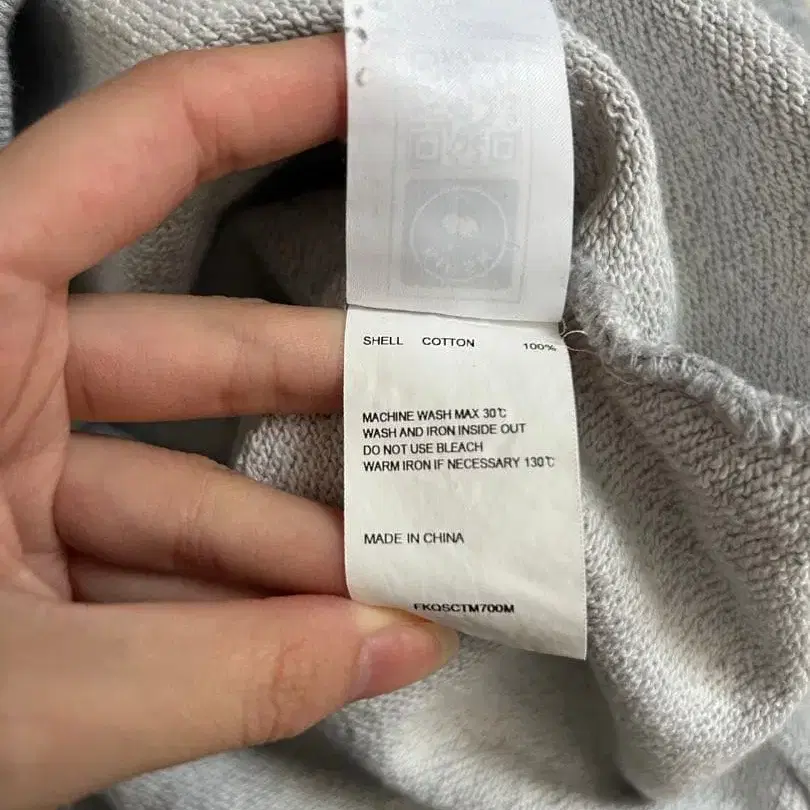 SHELL COTTON 100%
MACHINE WASH MAX 30℃
WASH AND IRON INSIDE OUT
DO NOT USE BLEACH
WARM IRON IF NECESSARY 130℃
MADE IN CHINA
FKQSCTM700M